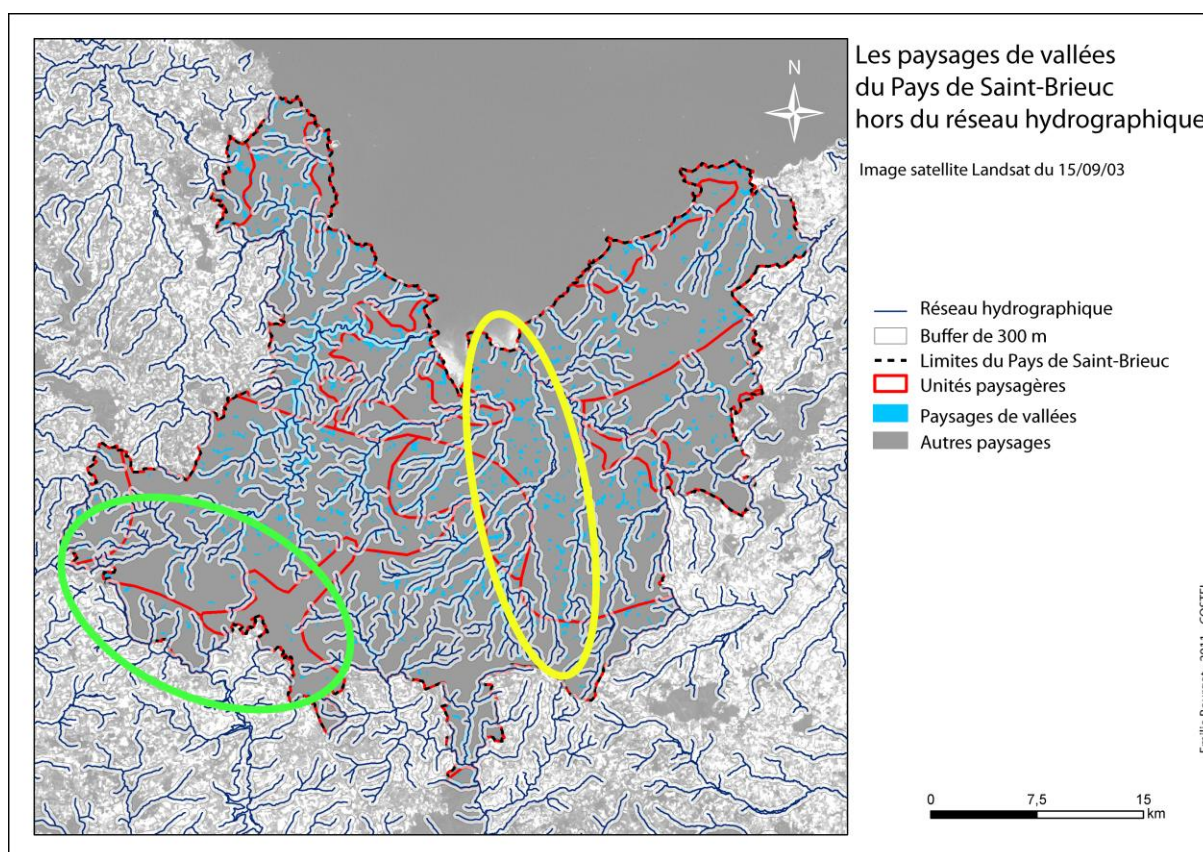 Les paysages de vallées
du Pays de Saint-Brieuc
hors du réseau hydrographique
Image satellite Landsat du 15/09/03
N
Réseau hydrographique
Buffer de 300 m
Limites du Pays de Saint-Brieuc
Unités paysagères
Paysages de vallées
Autres paysages
2011
0 7,5 15
km